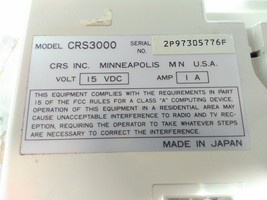 MODEL CRS3000 SERIAL NO. 2P97305776F
CRS INC. MINNEAPOLIS MN U.S.A.
VOLT 15 VDC AMP 1A
THIS EQUIPMENT COMPLIES WITH THE REQUIREMENTS IN PART
15 OF THE FCC RULES FOR A CLASS "A" COMPUTING DEVICE.
OPERATION OF THIS EQUIPMENT IN A RESIDENTIAL AREA MAY
CAUSE UNACCEPTABLE INTERFERENCE TO RADIO AND TV RECEP-
TION, REQUIRING THE OPERATOR TO TAKE WHATEVER STEPS
ARE NECESSARY TO CORRECT THE INTERFERENCE.
MADE IN JAPAN